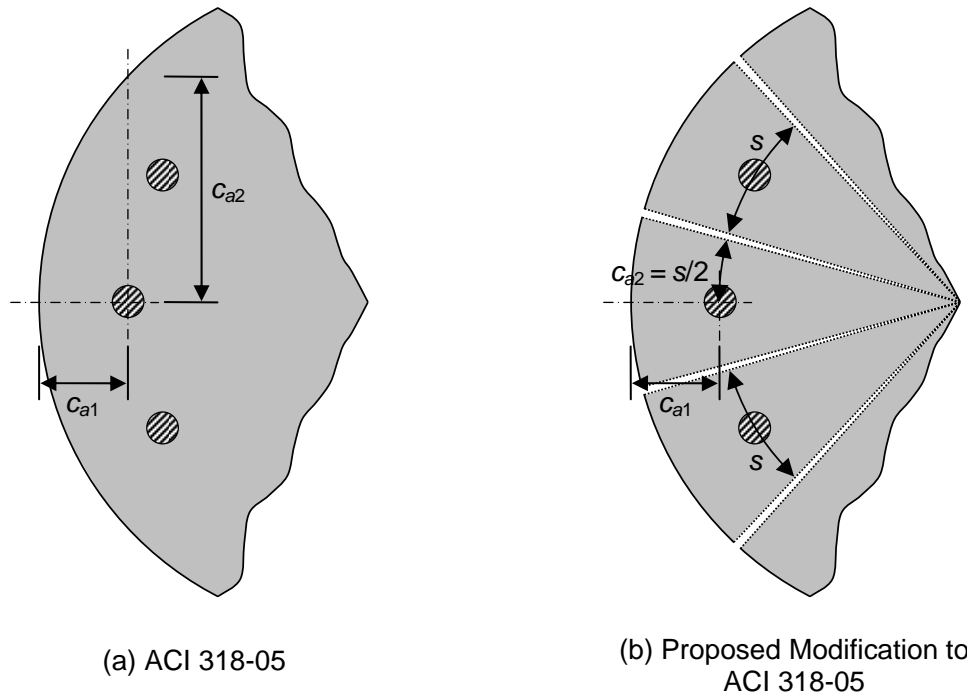 c_a2
c_a1
(a) ACI 318-05
s
c_a2 = s/2
c_a1
s
(b) Proposed Modification to
ACI 318-05